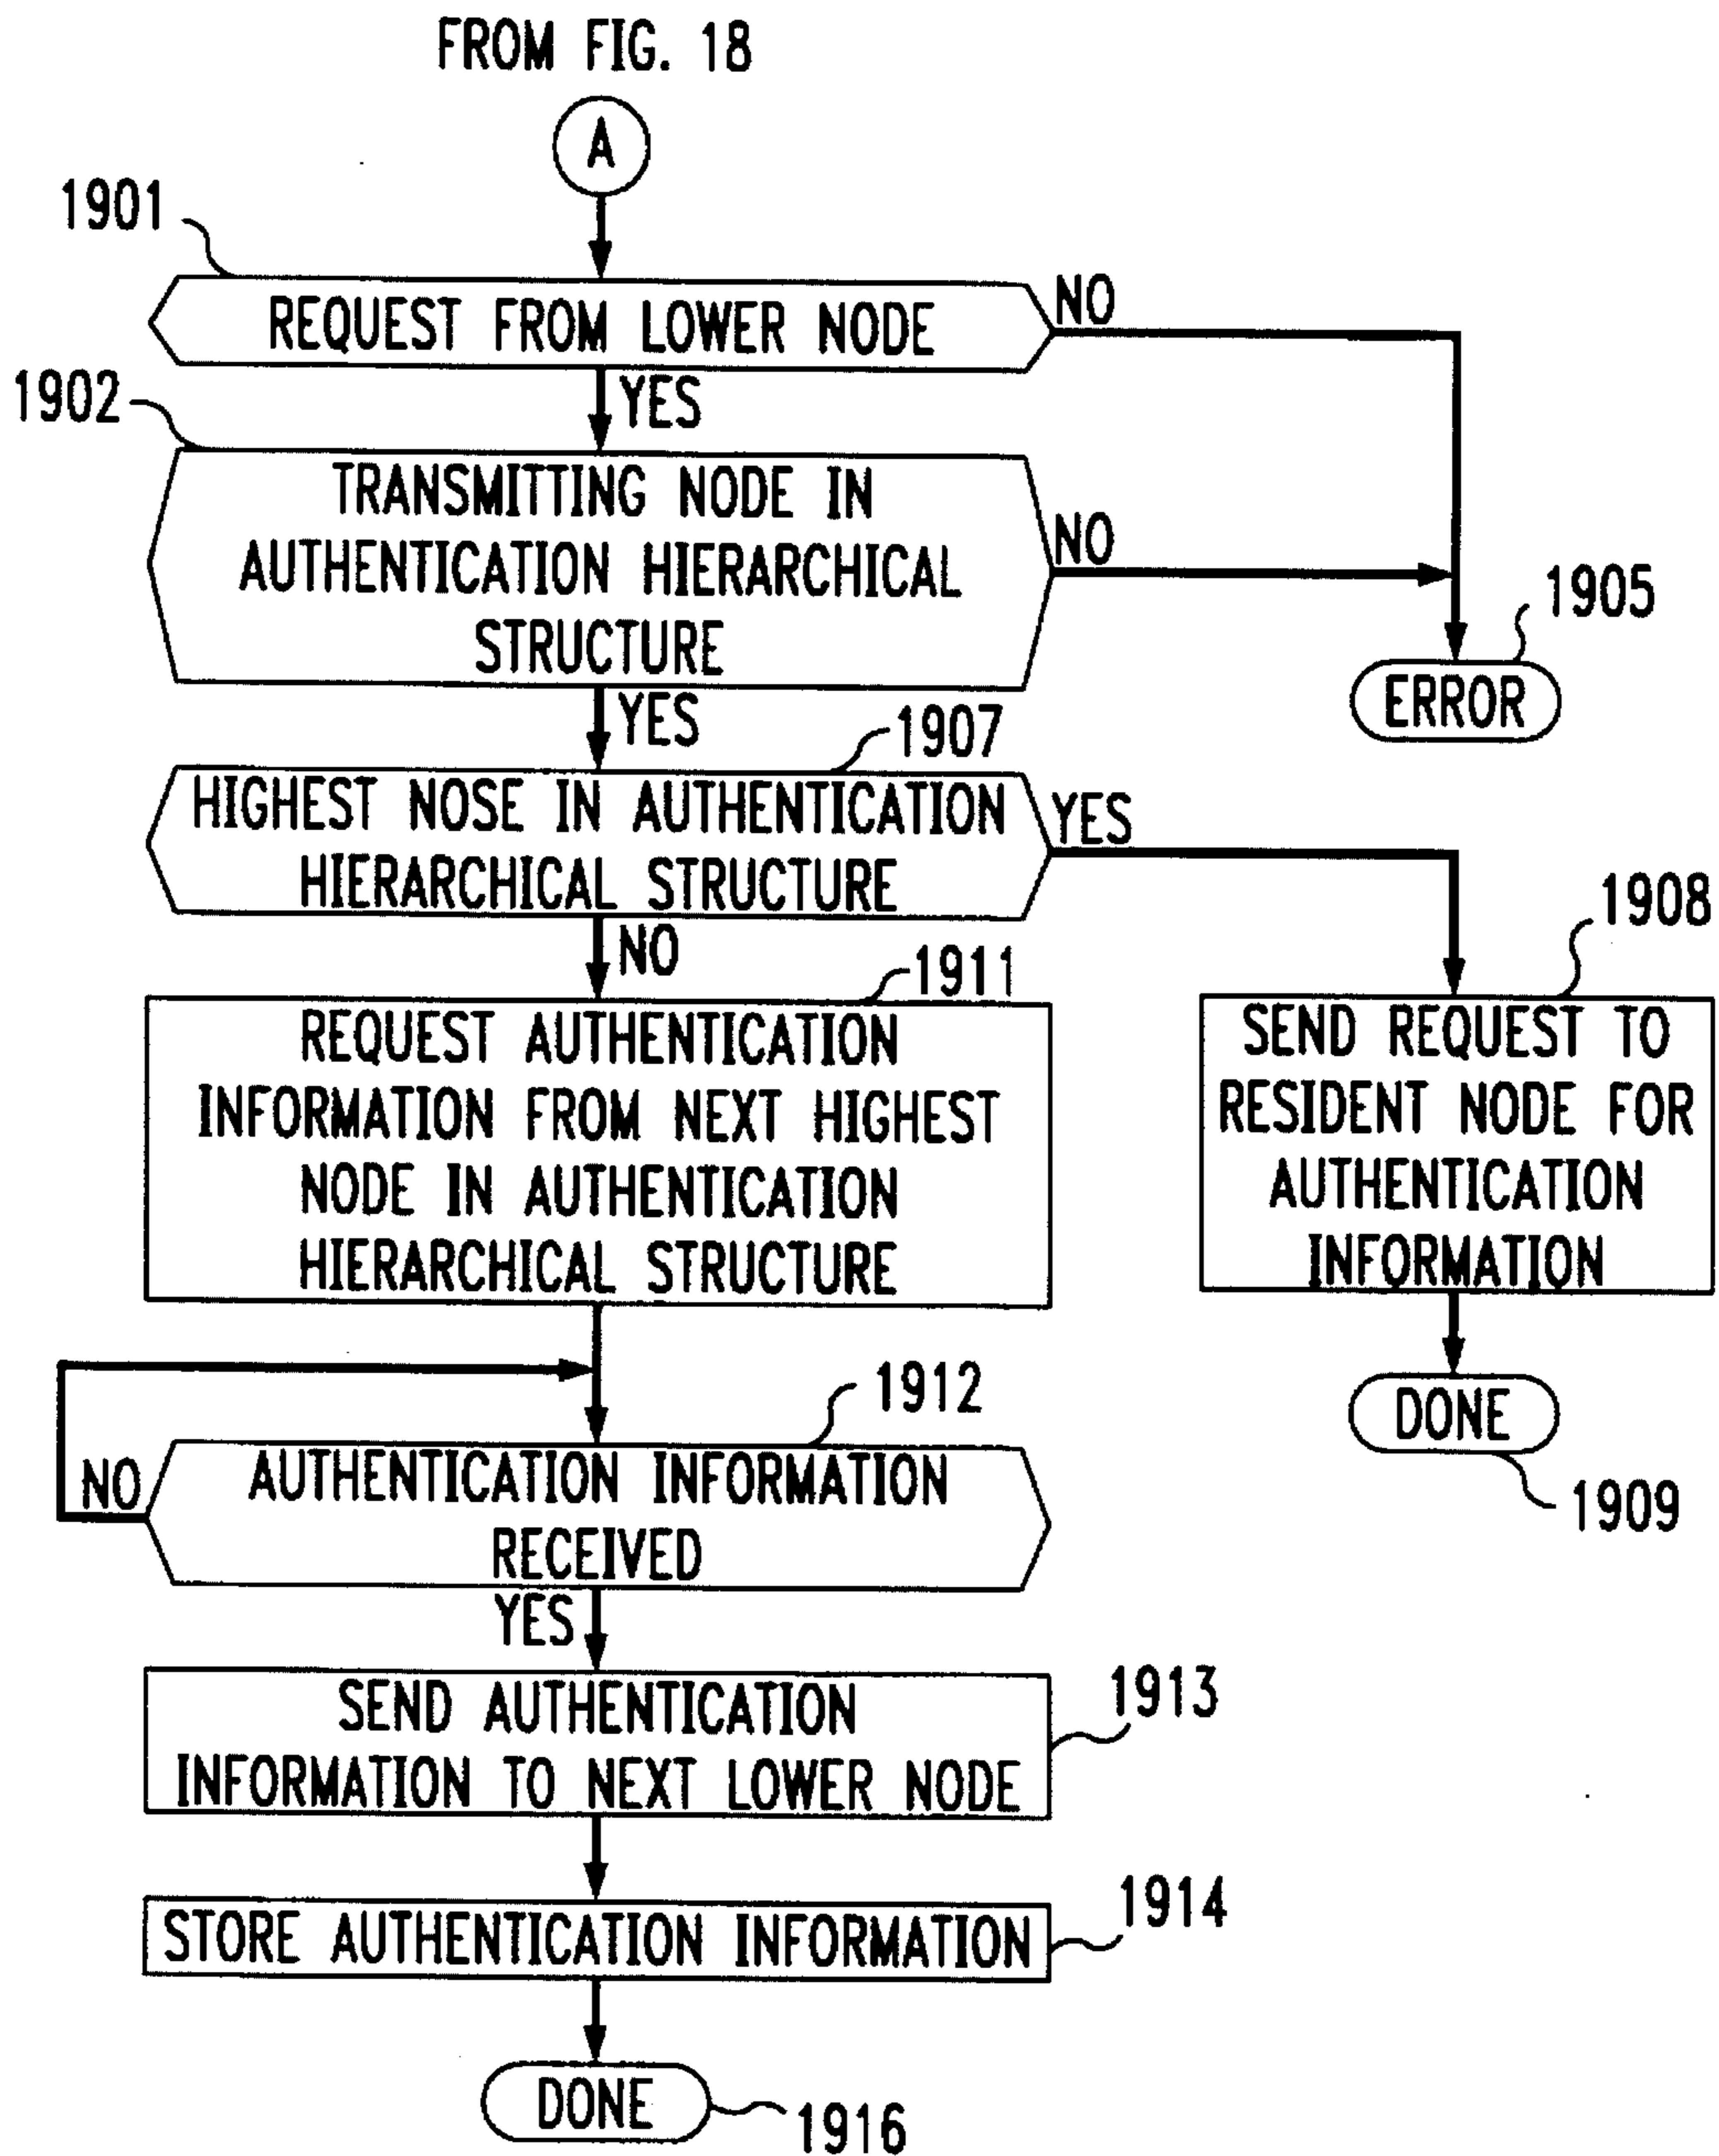 FROM FIG. 18
A
1901
REQUEST FROM LOWER NODE
NO
YES
1902
TRANSMITTING NODE IN
AUTHENTICATION HIERARCHICAL
STRUCTURE
NO
1905
ERROR
YES
1907
HIGHEST NOSE IN AUTHENTICATION
HIERARCHICAL STRUCTURE
YES
1908
NO
1911
REQUEST AUTHENTICATION
INFORMATION FROM NEXT HIGHEST
NODE IN AUTHENTICATION
HIERARCHICAL STRUCTURE
SEND REQUEST TO
RESIDENT NODE FOR
AUTHENTICATION
INFORMATION
DONE
1909
1912
NO
AUTHENTICATION INFORMATION
RECEIVED
YES
SEND AUTHENTICATION
INFORMATION TO NEXT LOWER NODE
1913
STORE AUTHENTICATION INFORMATION
1914
DONE
1916